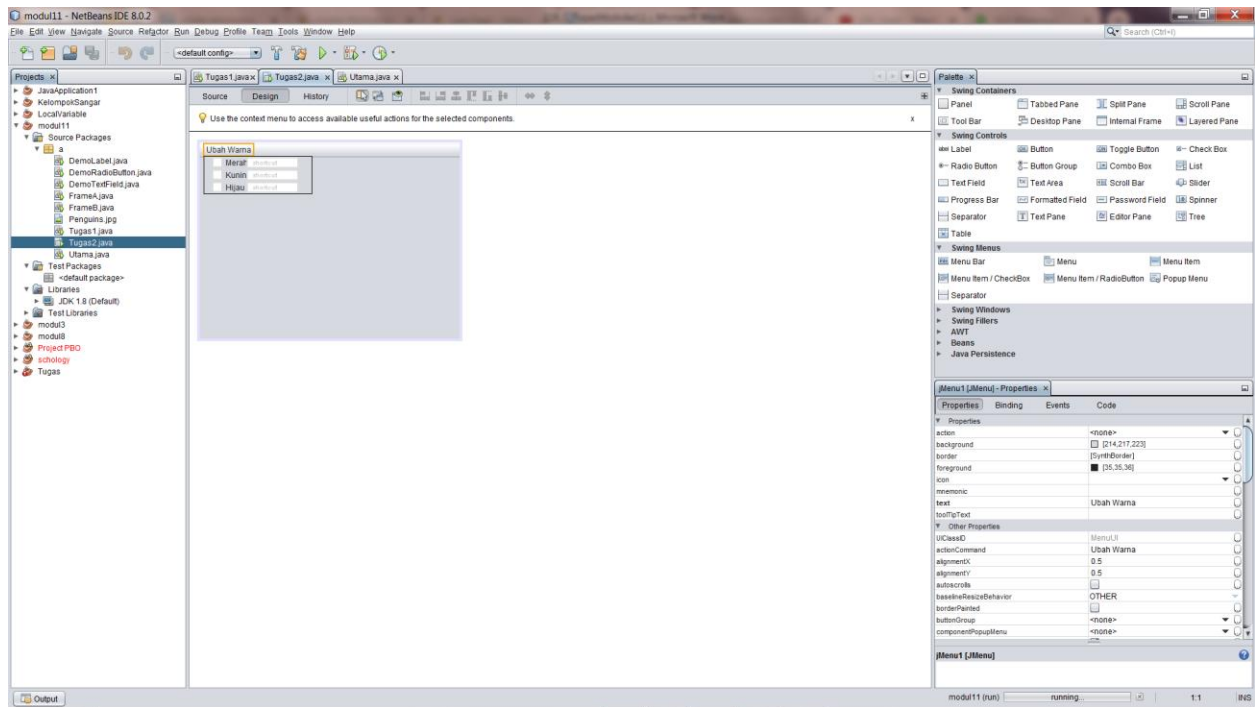 modul11 - NetBeans IDE 8.0.2
File Edit View Navigate Source Refactor Run Debug Profile Team Tools Window Help
Search (Ctrl+I)
<default config>
Projects
JavaApplication1
KelompokSangar
LocalVariable
modul11
Source Packages
a
DemoLabel.java
DemoRadioButton.java
DemoTextField.java
FrameA.java
FrameB.java
Penguins.jpg
Tugas1.java
Tugas2.java
Utama.java
Test Packages
<default package>
Libraries
JDK 1.8 (Default)
Test Libraries
modul3
modul8
Project PBO
schology
Tugas
Tugas1.java Tugas2.java Utama.java
Source Design History
Use the context menu to access available useful actions for the selected components.
Ubah Warna
Merah shortcut
Kunin shortcut
Hijau shortcut
Palette
Swing Containers
Panel Tabbed Pane Split Pane Scroll Pane
Tool Bar Desktop Pane Internal Frame Layered Pane
Swing Controls
label Label Button Toggle Button Check Box
Radio Button Button Group Combo Box List
Text Field Text Area Scroll Bar Slider
Progress Bar Formatted Field Password Field Spinner
Separator Text Pane Editor Pane Tree
Table
Swing Menus
Menu Bar Menu Menu Item
Menu Item / CheckBox Menu Item / RadioButton Popup Menu
Separator
Swing Windows
Swing Fillers
AWT
Beans
Java Persistence
jMenu1 [JMenu] - Properties
Properties Binding Events Code
Properties
action <none>
background [214,217,223]
border [SynthBorder]
foreground [35,35,36]
icon
mnemonic
text Ubah Warna
toolTipText
Other Properties
UIClassID MenuUI
actionCommand Ubah Warna
alignmentX 0.5
alignmentY 0.5
autoscrolls
baselineResizeBehavior OTHER
borderPainted
buttonGroup <none>
componentPopupMenu <none>
jMenu1 [JMenu]
Output
modul11 (run) running... 1:1 INS